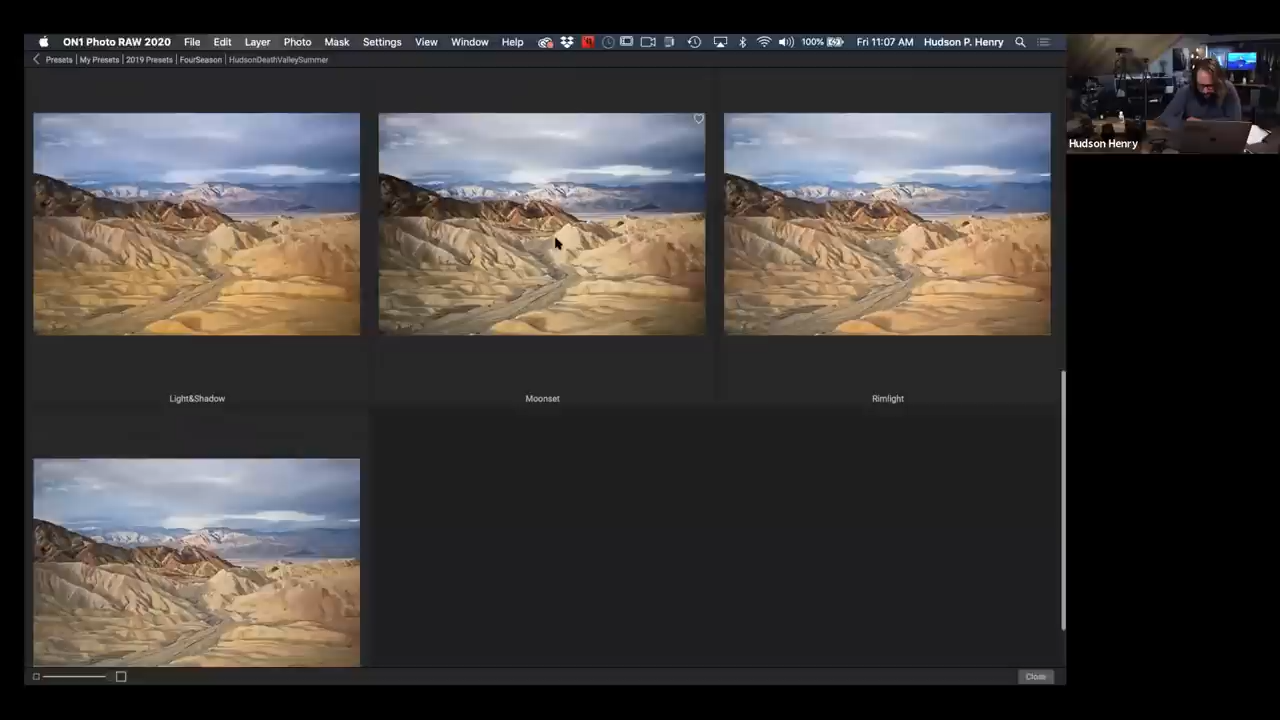 ON1 Photo RAW 2020 File Edit Layer Photo Mask Settings View Window Help 100% Fri 11:07 AM Hudson P. Henry
Presets | My Presets | 2019 Presets | FourSeason | HudsonDeathValleySummer
Hudson Henry
Light&Shadow Moonset Rimlight
Close